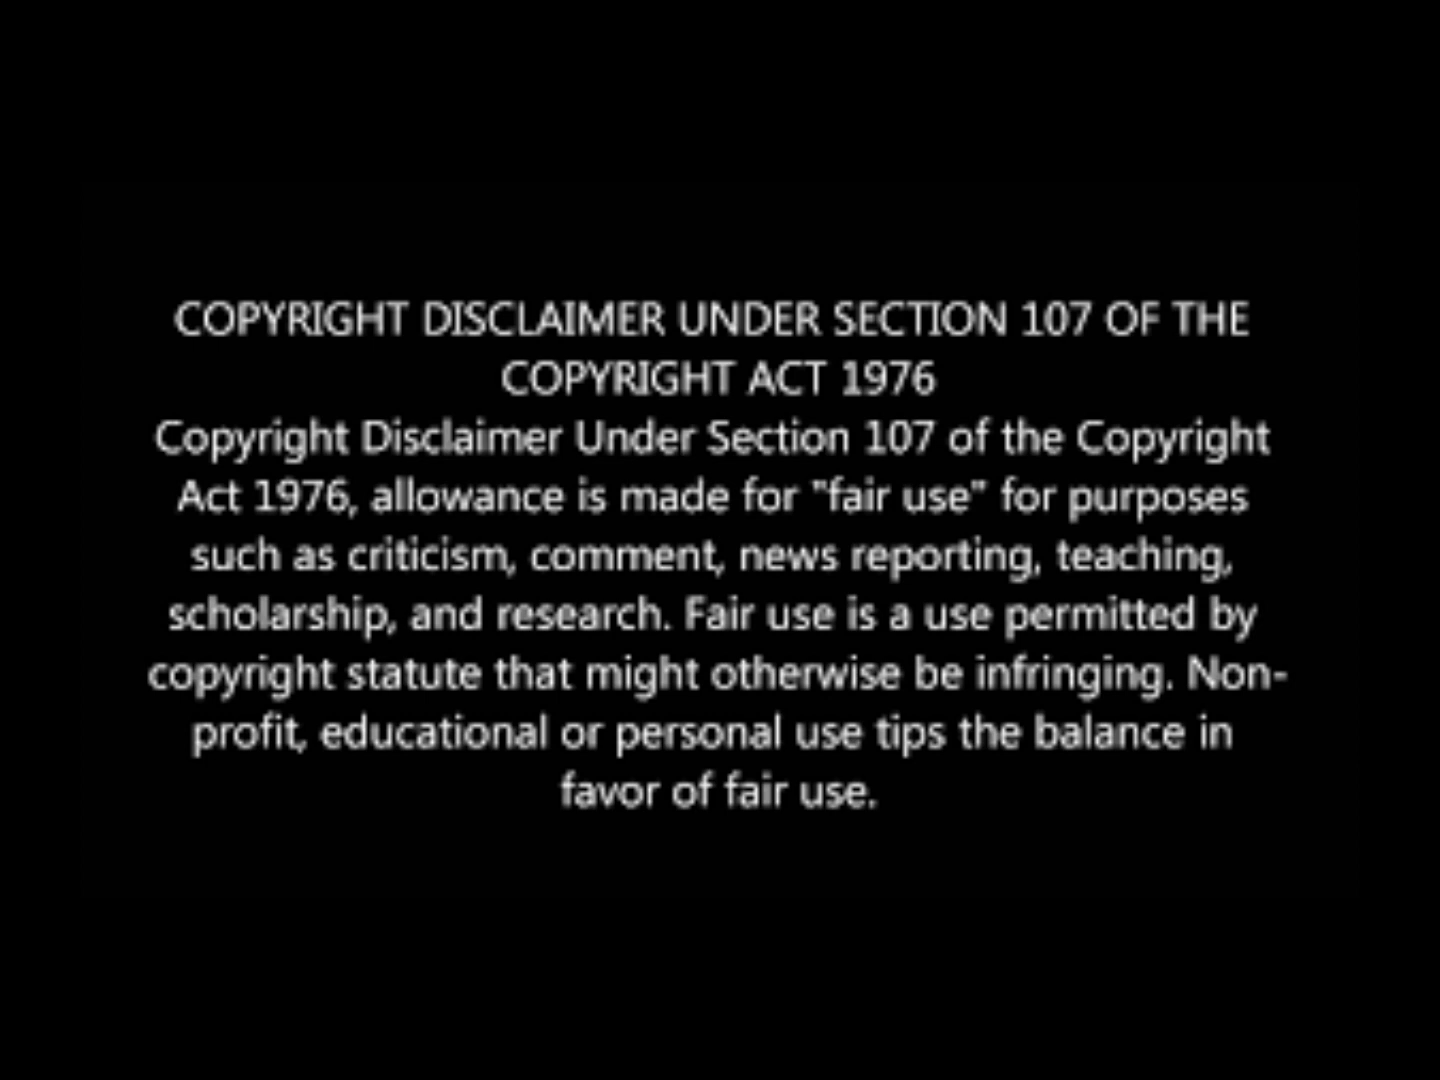 COPYRIGHT DISCLAIMER UNDER SECTION 107 OF THE
COPYRIGHT ACT 1976
Copyright Disclaimer Under Section 107 of the Copyright
Act 1976, allowance is made for "fair use" for purposes
such as criticism, comment, news reporting, teaching,
scholarship, and research. Fair use is a use permitted by
copyright statute that might otherwise be infringing. Non-
profit, educational or personal use tips the balance in
favor of fair use.